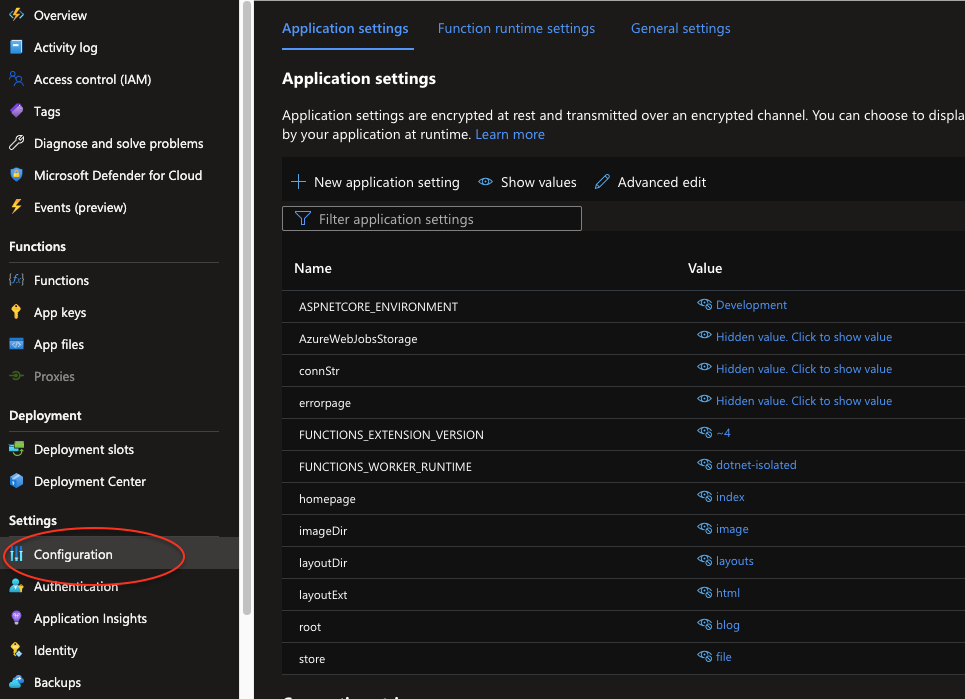 Overview
Activity log
Access control (IAM)
Tags
Diagnose and solve problems
Microsoft Defender for Cloud
Events (preview)
Functions
Functions
App keys
App files
Proxies
Deployment
Deployment slots
Deployment Center
Settings
Configuration
Authentication
Application Insights
Identity
Backups
Application settings Function runtime settings General settings
Application settings
Application settings are encrypted at rest and transmitted over an encrypted channel. You can choose to displa
by your application at runtime. Learn more
New application setting Show values Advanced edit
Filter application settings
Name Value
ASPNETCORE_ENVIRONMENT Development
AzureWebJobsStorage Hidden value. Click to show value
connStr Hidden value. Click to show value
errorpage Hidden value. Click to show value
FUNCTIONS_EXTENSION_VERSION ~4
FUNCTIONS_WORKER_RUNTIME dotnet-isolated
homepage index
imageDir image
layoutDir layouts
layoutExt html
root blog
store file